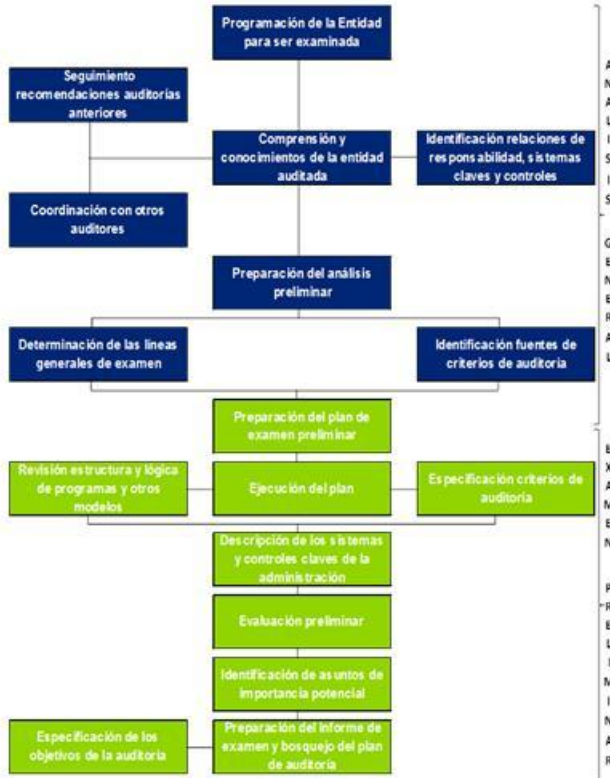 Programación de la Entidad
para ser examinada
Seguimiento
recomendaciones auditorías
anteriores
Comprensión y
conocimientos de la entidad
auditada
Identificación relaciones de
responsabilidad, sistemas
claves y controles
Coordinación con otros
auditores
Preparación del análisis
preliminar
Determinación de las líneas
generales de examen
Identificación fuentes de
criterios de auditoría
Preparación del plan de
examen preliminar
Revisión estructura y lógica
de programas y otros
modelos
Ejecución del plan
Especificación criterios de
auditoría
Descripción de los sistemas
y controles claves de la
administración
Evaluación preliminar
Identificación de asuntos de
importancia potencial
Especificación de los
objetivos de la auditoría
Preparación del informe de
examen y bosquejo del plan
de auditoría
A
N
A
L
I
S
I
S
G
E
N
E
R
A
L
E
X
A
M
E
N
P
R
E
L
I
M
I
N
A
R